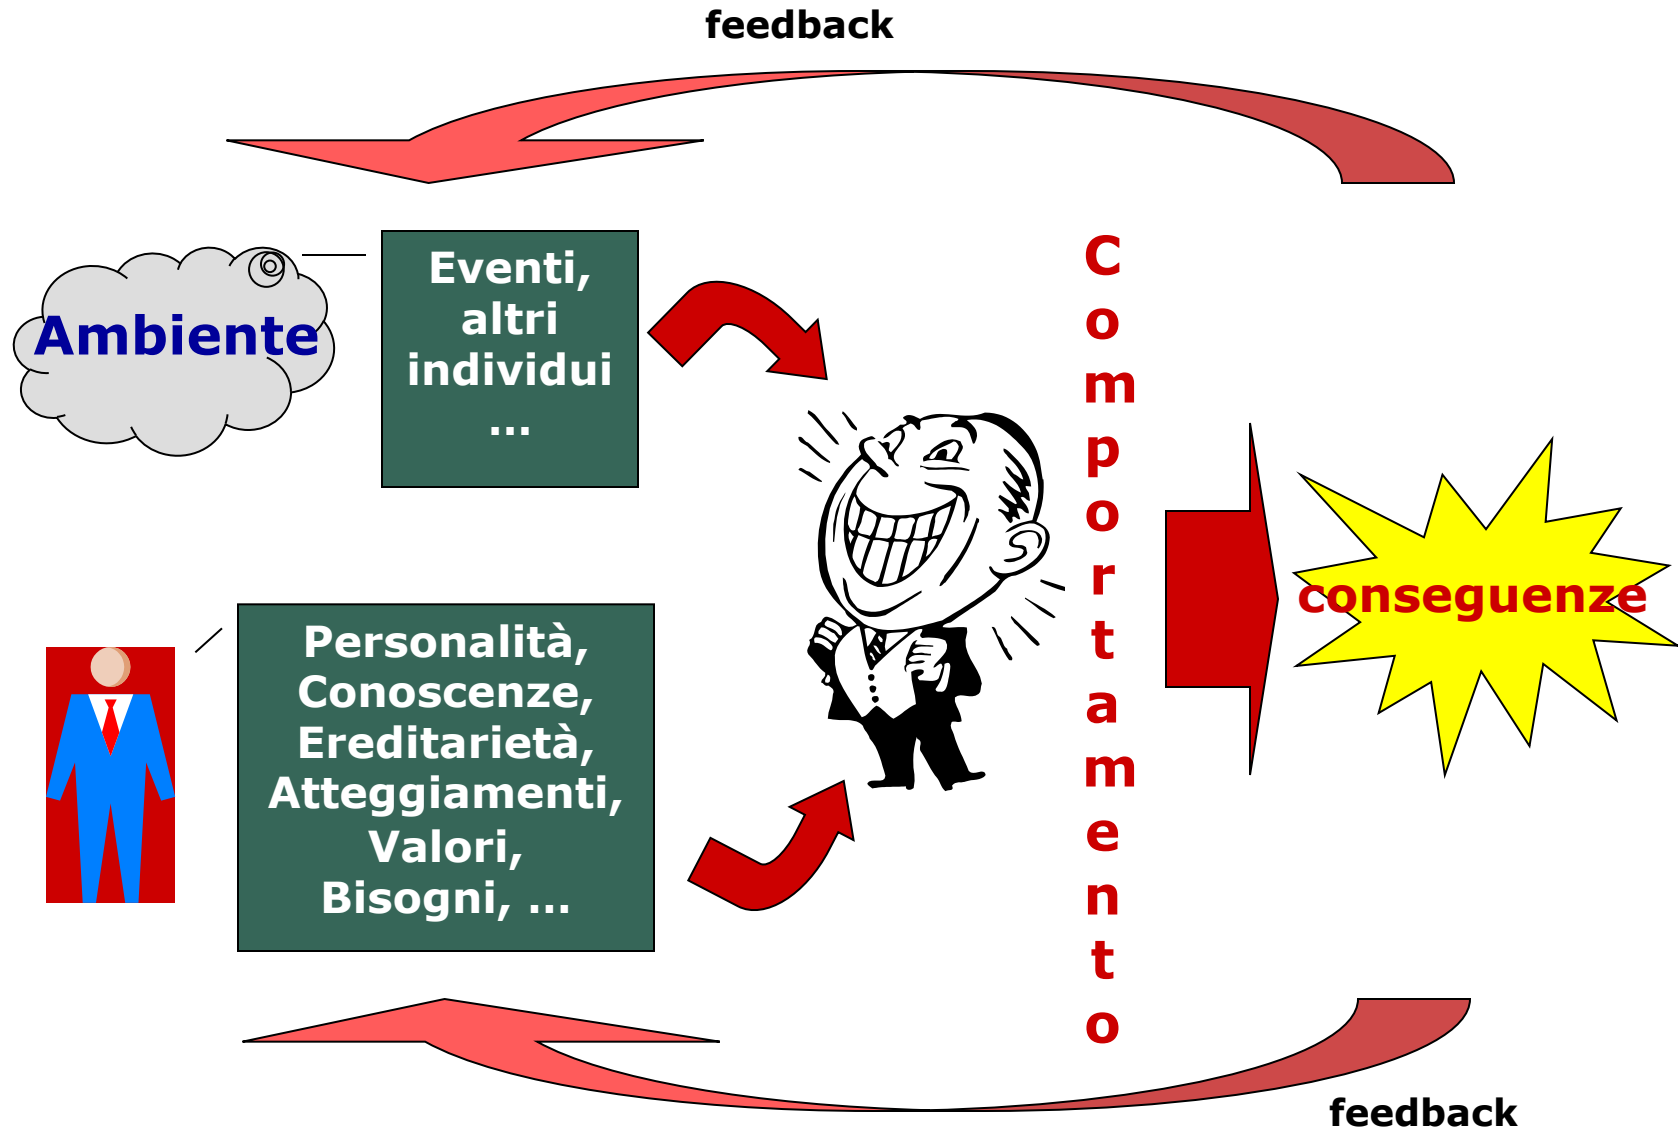 feedback
Ambiente
Eventi,
altri
individui
…
Personalità,
Conoscenze,
Ereditarietà,
Atteggiamenti,
Valori,
Bisogni, …
C
o
m
p
o
r
t
a
m
e
n
t
o
conseguenze
feedback